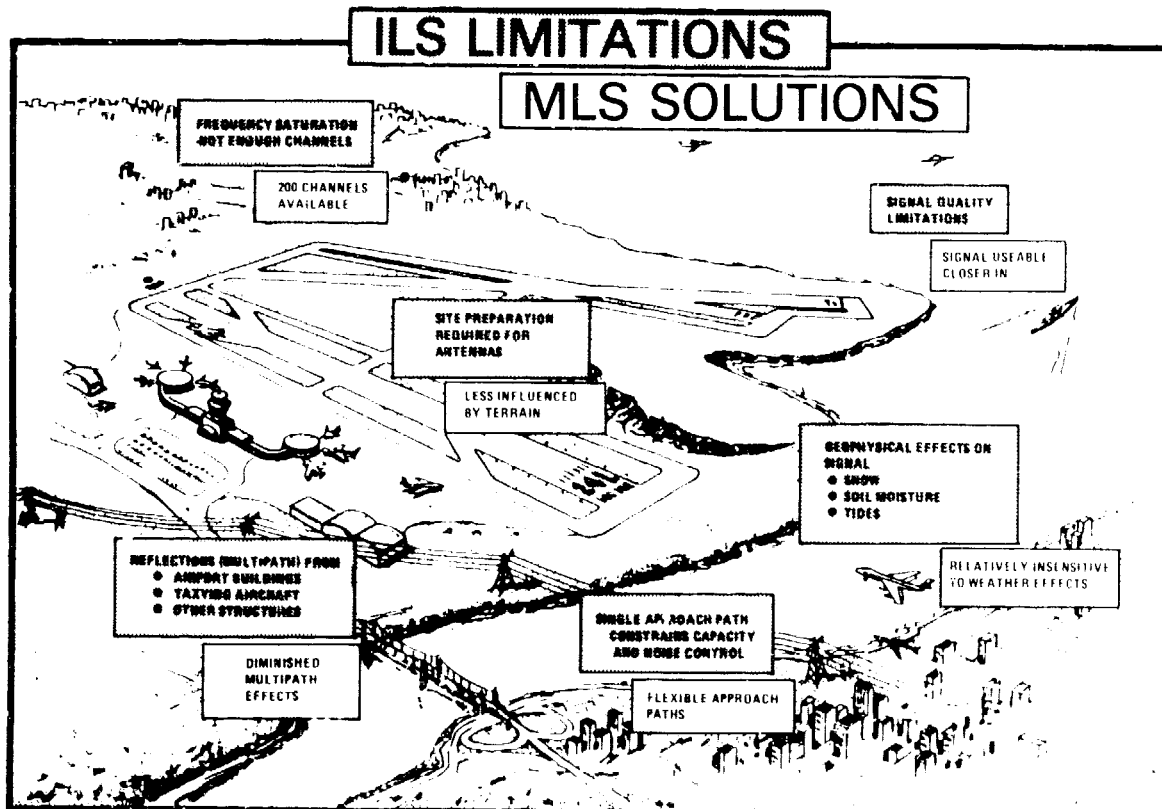 ILS LIMITATIONS
MLS SOLUTIONS
FREQUENCY SATURATION
-NOT ENOUGH CHANNELS
200 CHANNELS
AVAILABLE
SIGNAL QUALITY
LIMITATIONS
SIGNAL USEABLE
CLOSER IN
SITE PREPARATION
REQUIRED FOR
ANTENNAS
LESS INFLUENCED
BY TERRAIN
GEOPHYSICAL EFFECTS ON
SIGNAL
● SNOW
● SOIL MOISTURE
● TIDES
RELATIVELY INSENSITIVE
TO WEATHER EFFECTS
REFLECTIONS (MULTIPATH) FROM
● AIRPORT BUILDINGS
● TAXYING AIRCRAFT
● OTHER STRUCTURES
DIMINISHED
MULTIPATH
EFFECTS
SINGLE APPROACH PATH
CONSTRAINS CAPACITY
AND NOISE CONTROL
FLEXIBLE APPROACH
PATHS